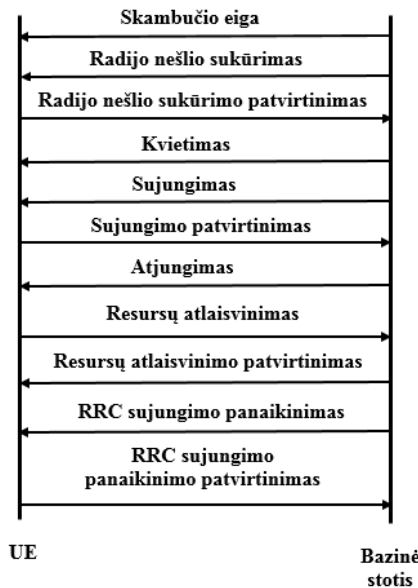 Skambučio eiga
Radijo nešlio sukūrimas
Radijo nešlio sukūrimo patvirtinimas
Kvietimas
Sujungimas
Sujungimo patvirtinimas
Atjungimas
Resursų atlaisvinimas
Resursų atlaisvinimo patvirtinimas
RRC sujungimo panaikinimas
RRC sujungimo
panaikinimo patvirtinimas
UE
Bazinė
stotis